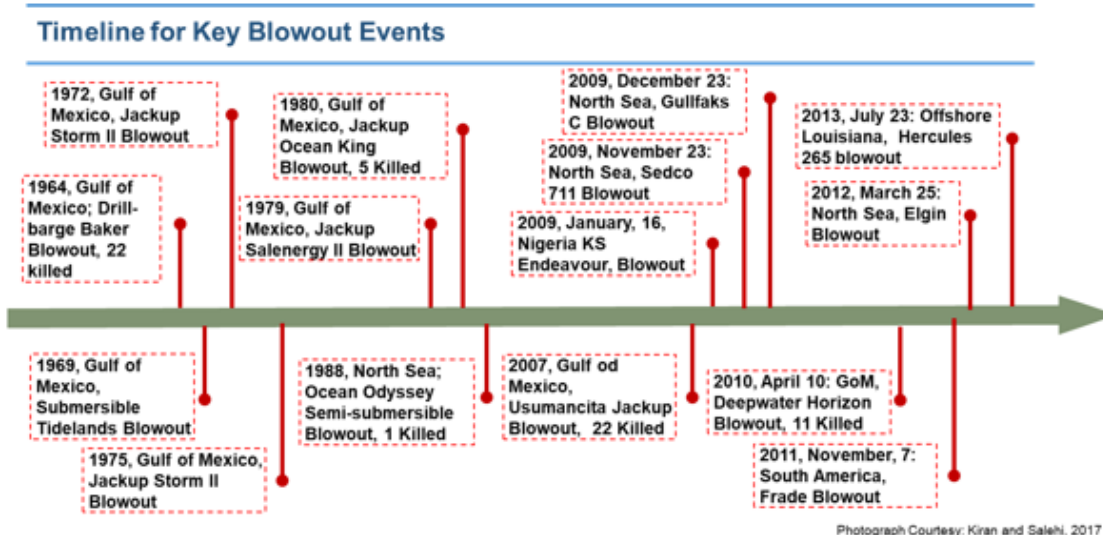 Timeline for Key Blowout Events
1972, Gulf of
Mexico, Jackup
Storm II Blowout
1980, Gulf of
Mexico, Jackup
Ocean King
Blowout, 5 Killed
2009, December 23:
North Sea, Gullfaks
C Blowout
2013, July 23: Offshore
Louisiana, Hercules
265 blowout
1964, Gulf of
Mexico; Drill-
barge Baker
Blowout, 22
killed
1979, Gulf of
Mexico, Jackup
Salenergy II Blowout
2009, November 23:
North Sea, Sedco
711 Blowout
2009, January, 16,
Nigeria KS
Endeavour, Blowout
2012, March 25:
North Sea, Elgin
Blowout
1969, Gulf of
Mexico,
Submersible
Tidelands Blowout
1975, Gulf of Mexico,
Jackup Storm II
Blowout
1988, North Sea;
Ocean Odyssey
Semi-submersible
Blowout, 1 Killed
2007, Gulf od
Mexico,
Usumancita Jackup
Blowout, 22 Killed
2010, April 10: GoM,
Deepwater Horizon
Blowout, 11 Killed
2011, November, 7:
South America,
Frade Blowout
Photograph Courtesy: Kiran and Salehi, 2017